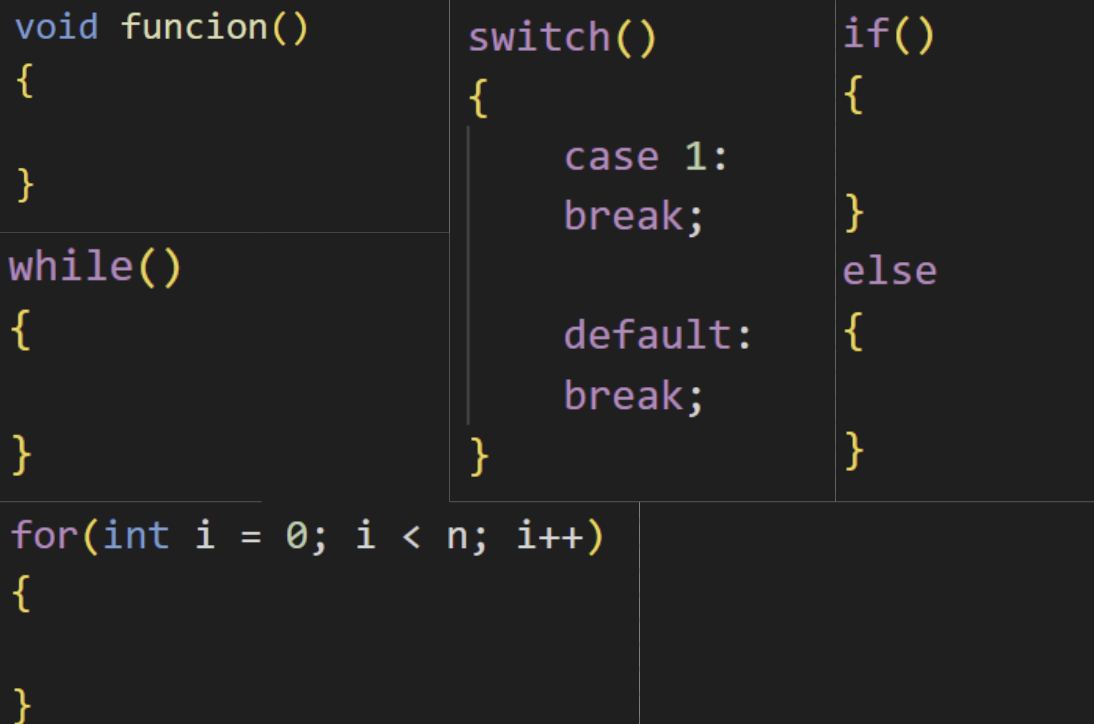 void funcion()
{
}
while()
{
}
switch()
{
case 1:
break;
default:
break;
}
if()
{
}
else
{
}
for(int i = 0; i < n; i++)
{
}